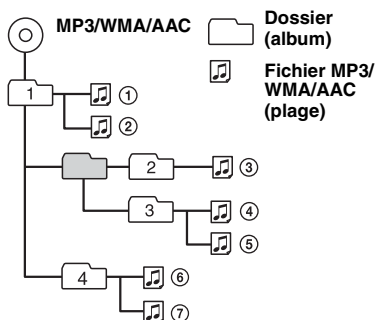 MP3/WMA/AAC
Dossier
(album)
Fichier MP3/
WMA/AAC
(plage)
1
①
②
2
③
3
④
⑤
4
⑥
⑦